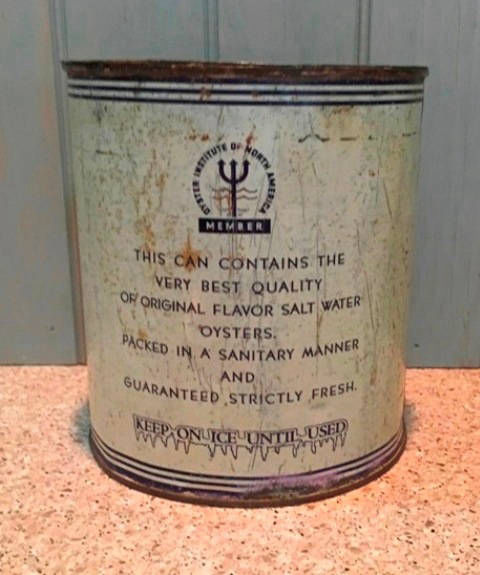 OYSTER INSTITUTE OF NORTH AMERICA
MEMBER
THIS CAN CONTAINS THE
VERY BEST QUALITY
OF ORIGINAL FLAVOR SALT WATER
OYSTERS.
PACKED IN A SANITARY MANNER
AND
GUARANTEED STRICTLY FRESH.
KEEP ON ICE UNTIL USED